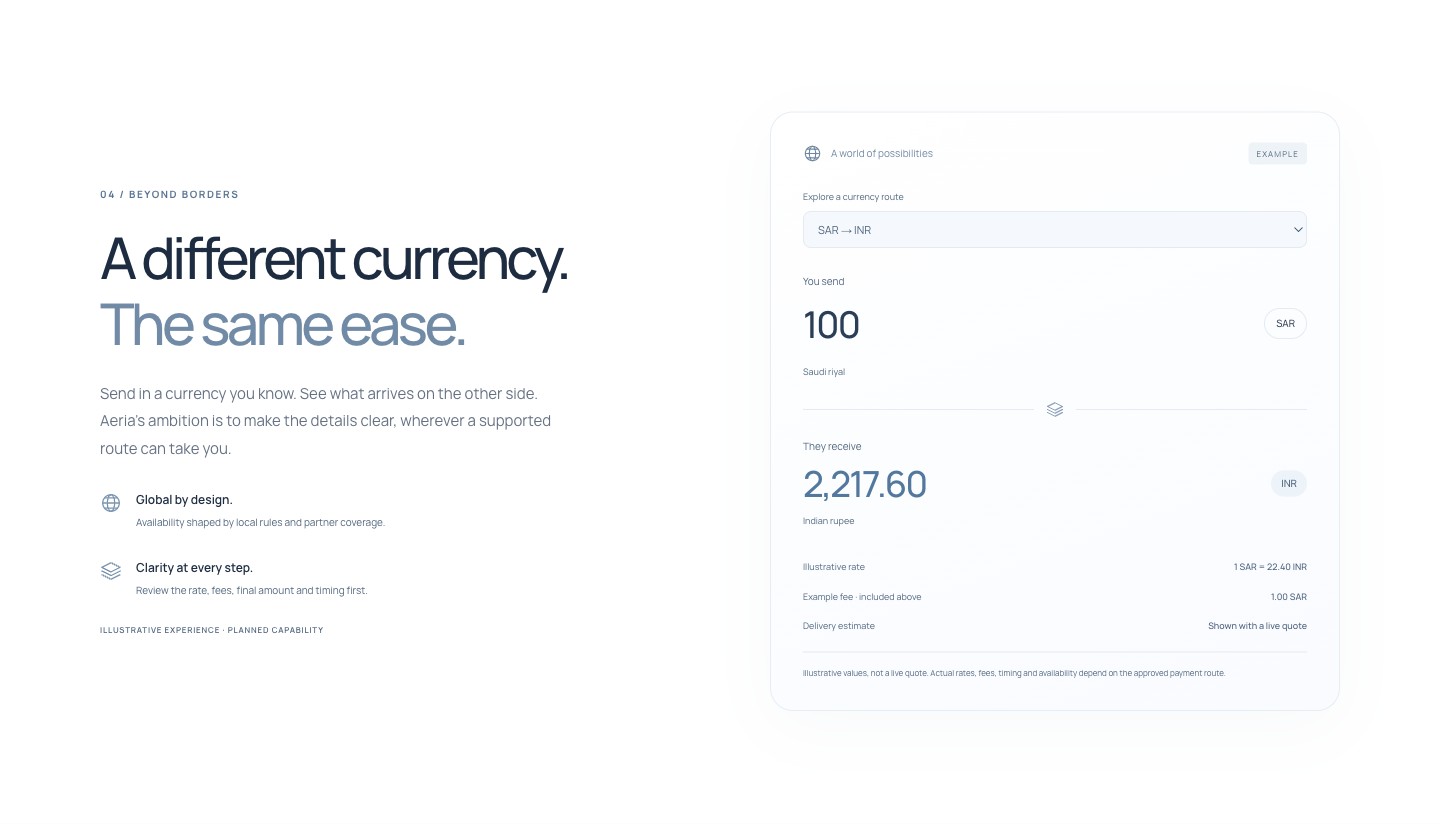 04 / BEYOND BORDERS
A different currency.
The same ease.
Send in a currency you know. See what arrives on the other side.
Aeria's ambition is to make the details clear, wherever a supported
route can take you.
Global by design.
Availability shaped by local rules and partner coverage.
Clarity at every step.
Review the rate, fees, final amount and timing first.
ILLUSTRATIVE EXPERIENCE · PLANNED CAPABILITY
A world of possibilities
EXAMPLE
Explore a currency route
SAR → INR
You send
100
SAR
Saudi riyal
They receive
2,217.60
INR
Indian rupee
Illustrative rate
1 SAR = 22.40 INR
Example fee · included above
1.00 SAR
Delivery estimate
Shown with a live quote
Illustrative values, not a live quote. Actual rates, fees, timing and availability depend on the approved payment route.